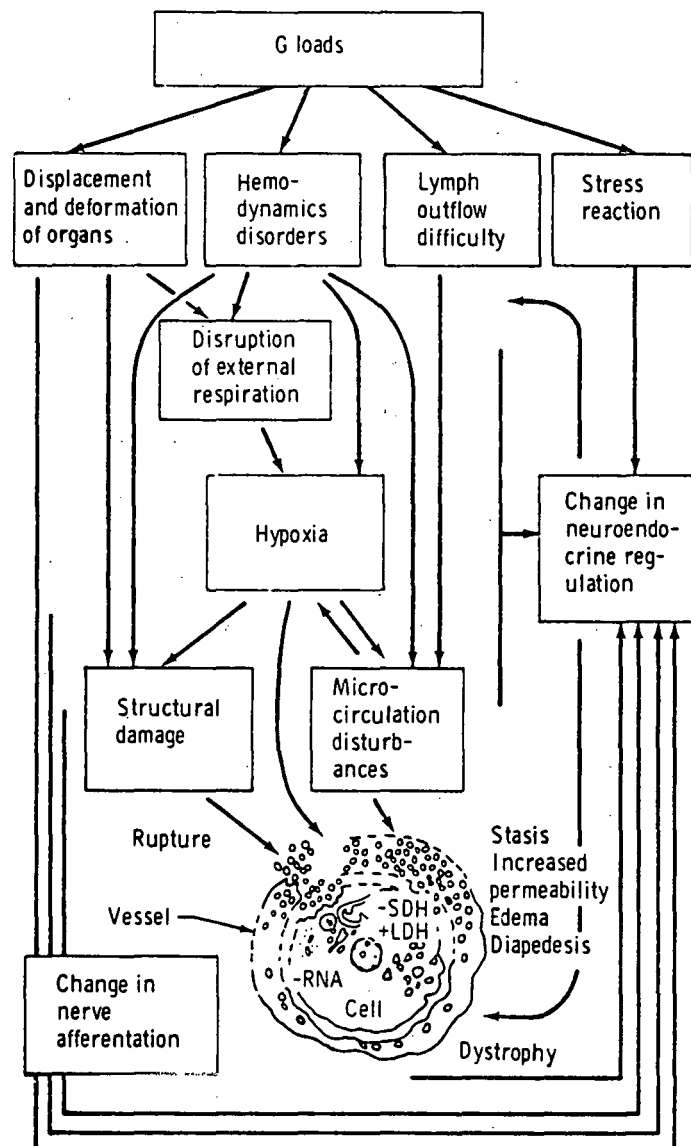 G loads
Displacement
and deformation
of organs
Hemo-
dynamics
disorders
Lymph
outflow
difficulty
Stress
reaction
Disruption
of external
respiration
Hypoxia
Change in
neuroendo-
crine reg-
ulation
Structural
damage
Micro-
circulation
disturb-
ances
Rupture
Stasis
Increased
permeability
Edema
Diapedesis
Vessel
-SDH
+LDH
-RNA
Cell
Change in
nerve
afferentation
Dystrophy